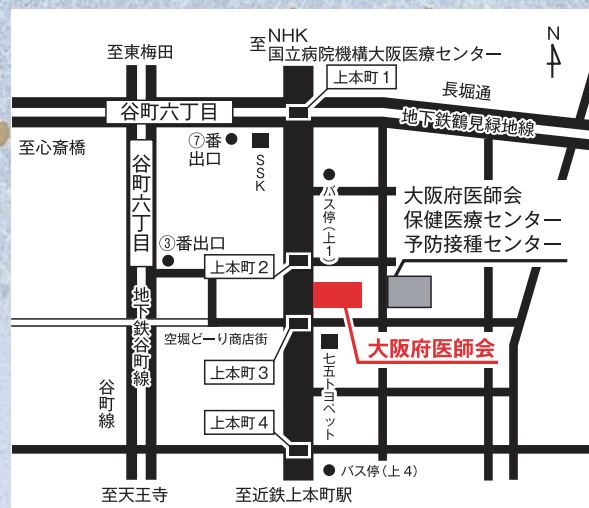 至東梅田
至NHK
国立病院機構大阪医療センター
N
上本町1
長堀通
谷町六丁目
地下鉄鶴見緑地線
至心斎橋
⑦番
出口
SSK
バス停(上1)
谷町六丁目
③番出口
大阪府医師会
保健医療センター
予防接種センター
上本町2
地下鉄谷町線
空堀どーり商店街
大阪府医師会
上本町3
七五トヨペット
谷町線
上本町4
バス停(上4)
至天王寺
至近鉄上本町駅